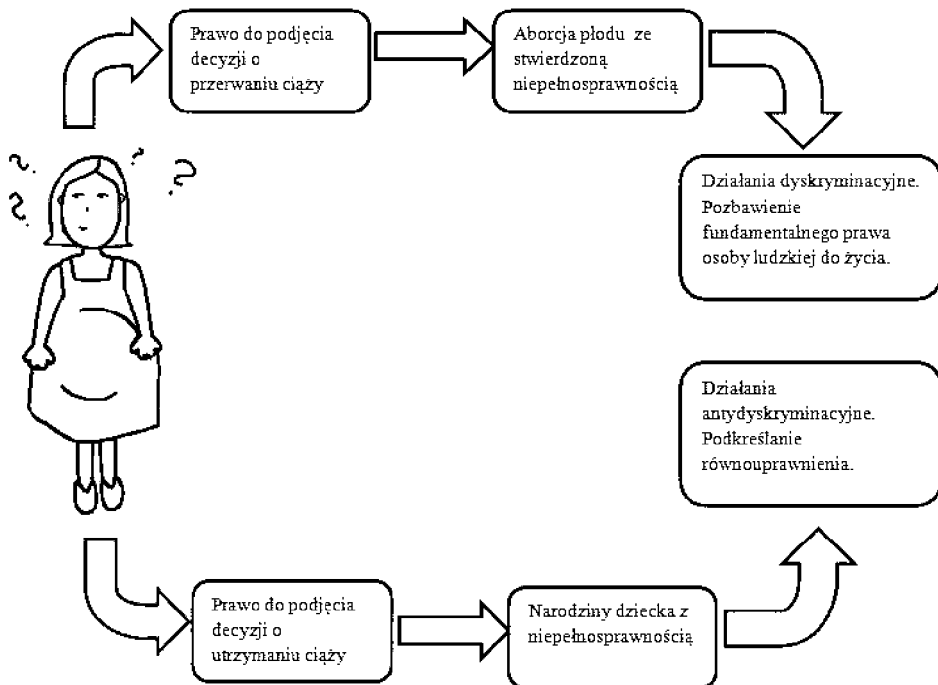 Prawo do podjęcia
decyzji o
przerwaniu ciąży
Aborcja płodu ze
stwierdzoną
niepełnosprawnością
Działania dyskryminacyjne.
Pozbawienie
fundamentalnego prawa
osoby ludzkiej do życia.
Działania
antydyskryminacyjne.
Podkreślanie
równouprawnienia.
Prawo do podjęcia
decyzji o
utrzymaniu ciąży
Narodziny dziecka z
niepełnosprawnością